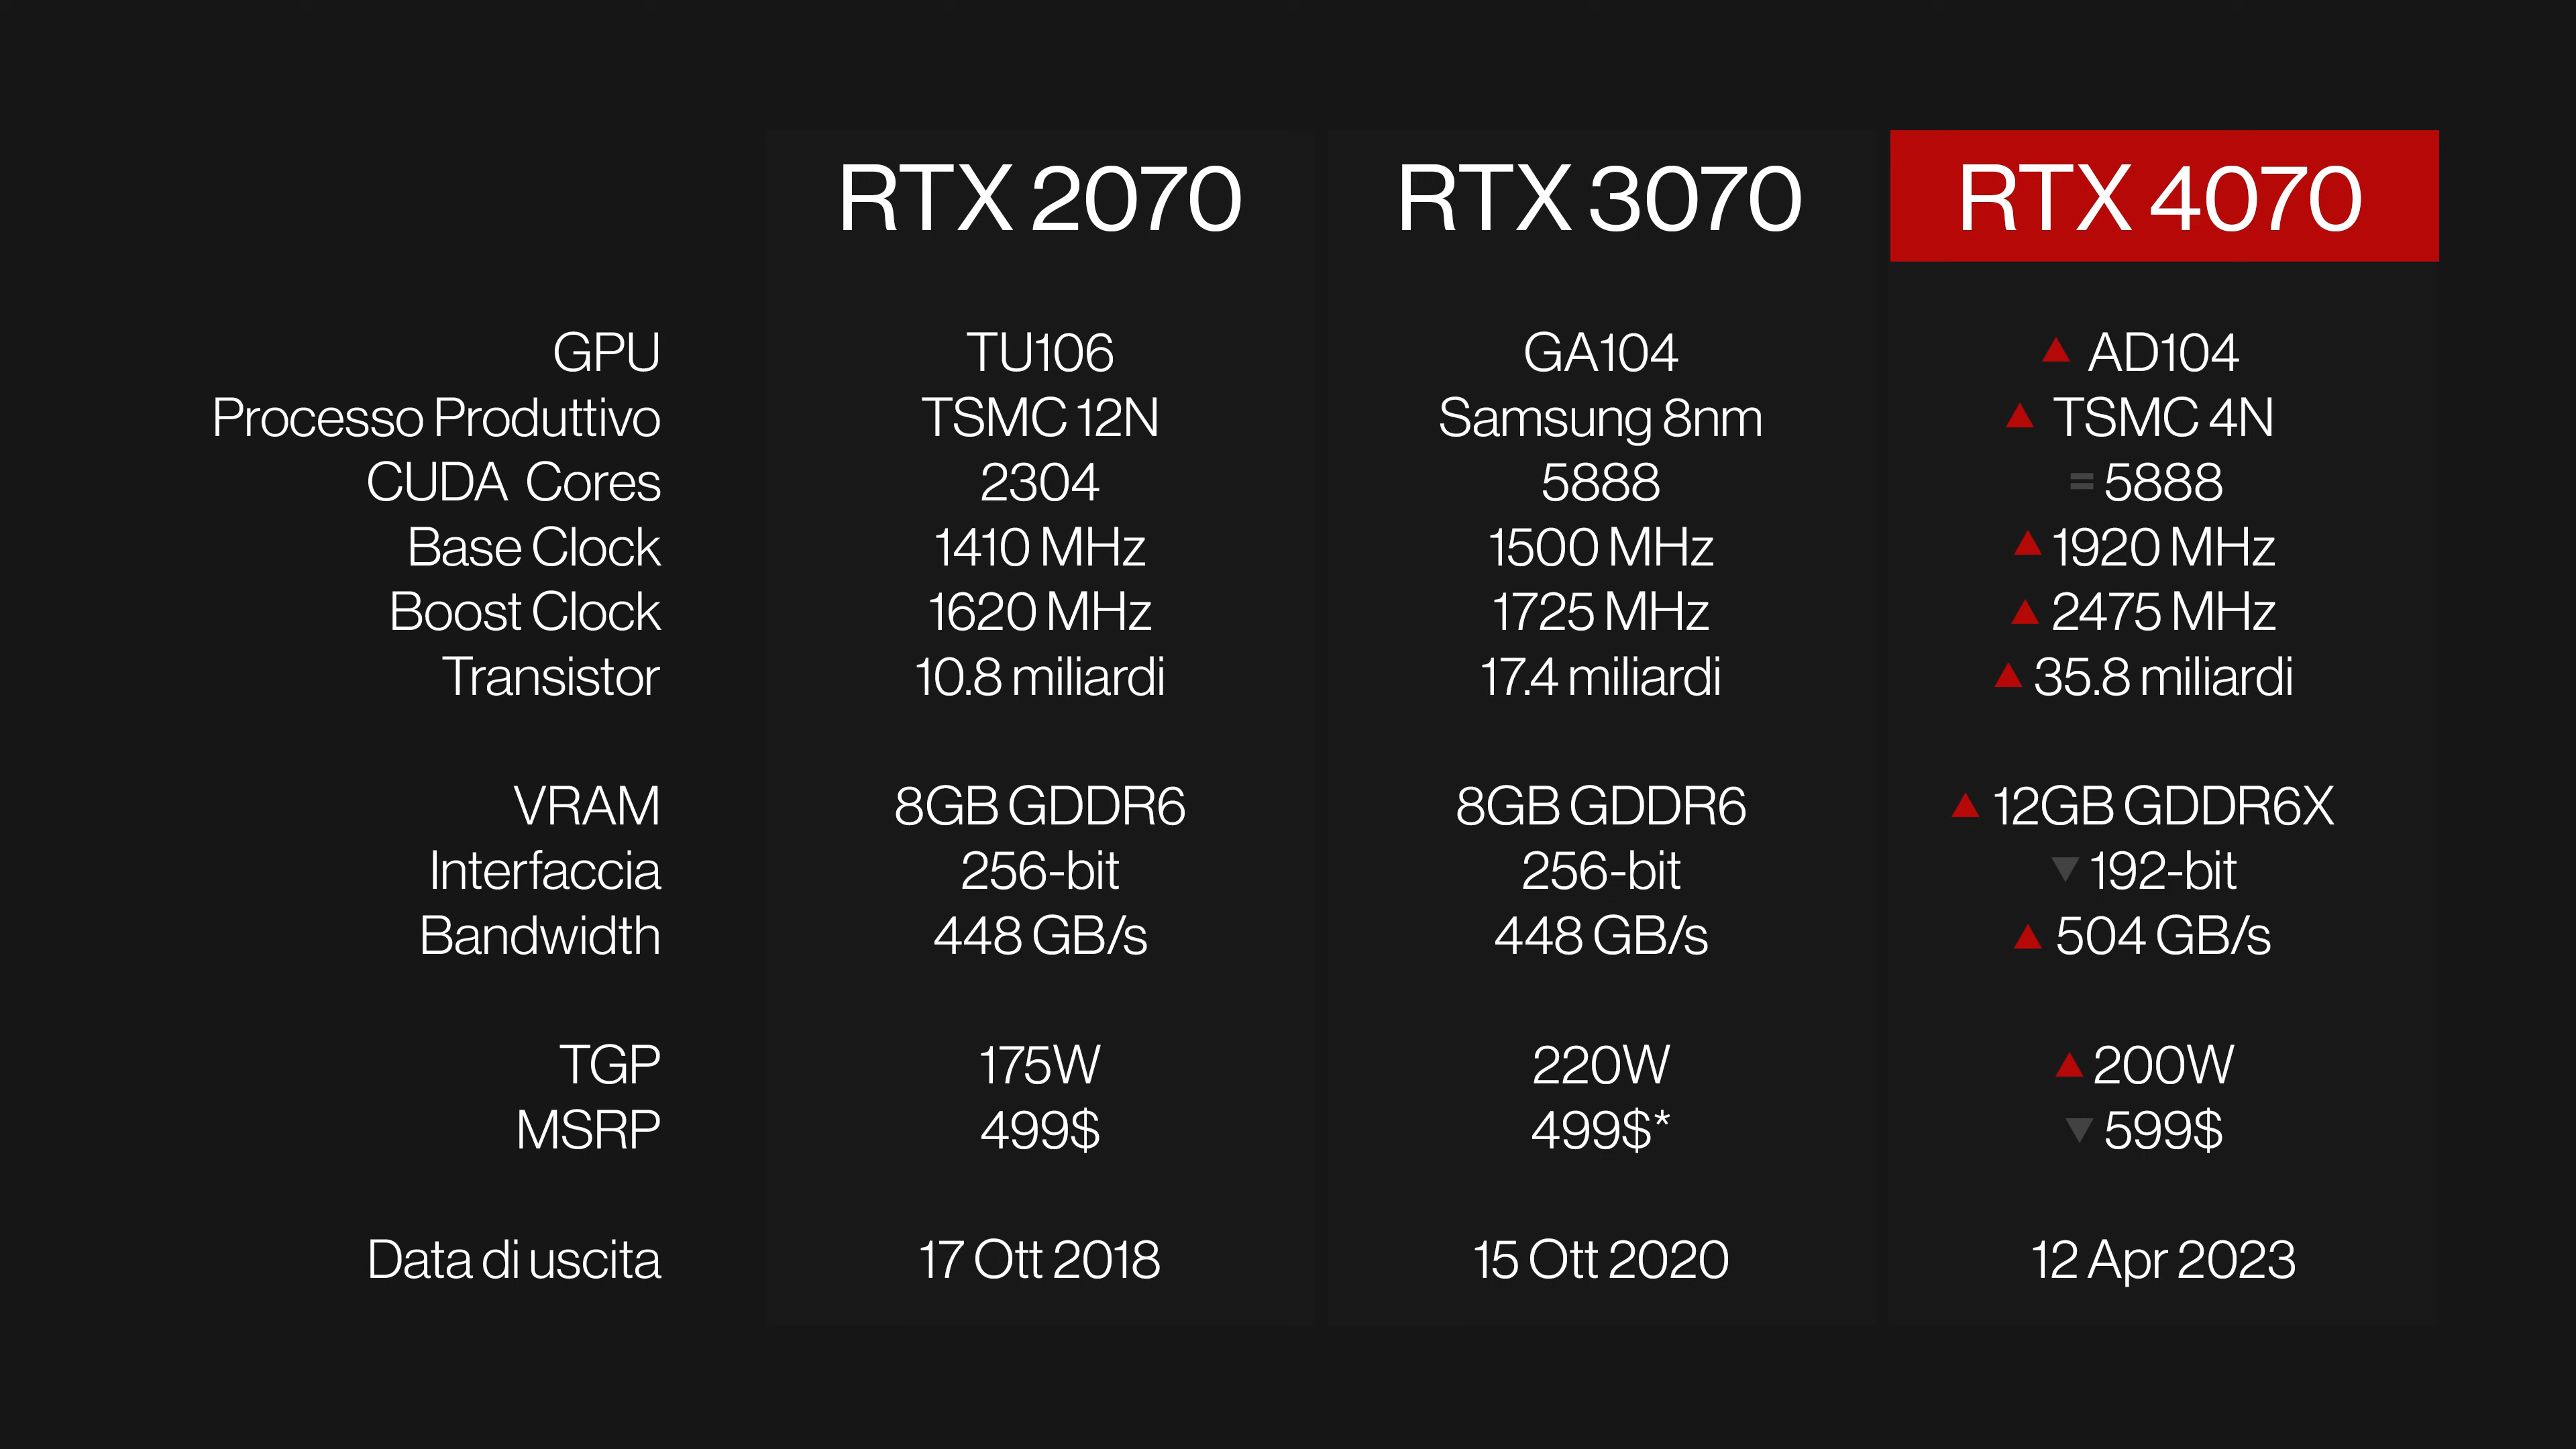 RTX 2070 RTX 3070 RTX 4070
GPU TU106 GA104 ▲ AD104
Processo Produttivo TSMC 12N Samsung 8nm ▲ TSMC 4N
CUDA Cores 2304 5888 = 5888
Base Clock 1410 MHz 1500 MHz ▲ 1920 MHz
Boost Clock 1620 MHz 1725 MHz ▲ 2475 MHz
Transistor 10.8 miliardi 17.4 miliardi ▲ 35.8 miliardi
VRAM 8GB GDDR6 8GB GDDR6 ▲ 12GB GDDR6X
Interfaccia 256-bit 256-bit ▼ 192-bit
Bandwidth 448 GB/s 448 GB/s ▲ 504 GB/s
TGP 175W 220W ▲ 200W
MSRP 499$ 499$* ▼ 599$
Data di uscita 17 Ott 2018 15 Ott 2020 12 Apr 2023